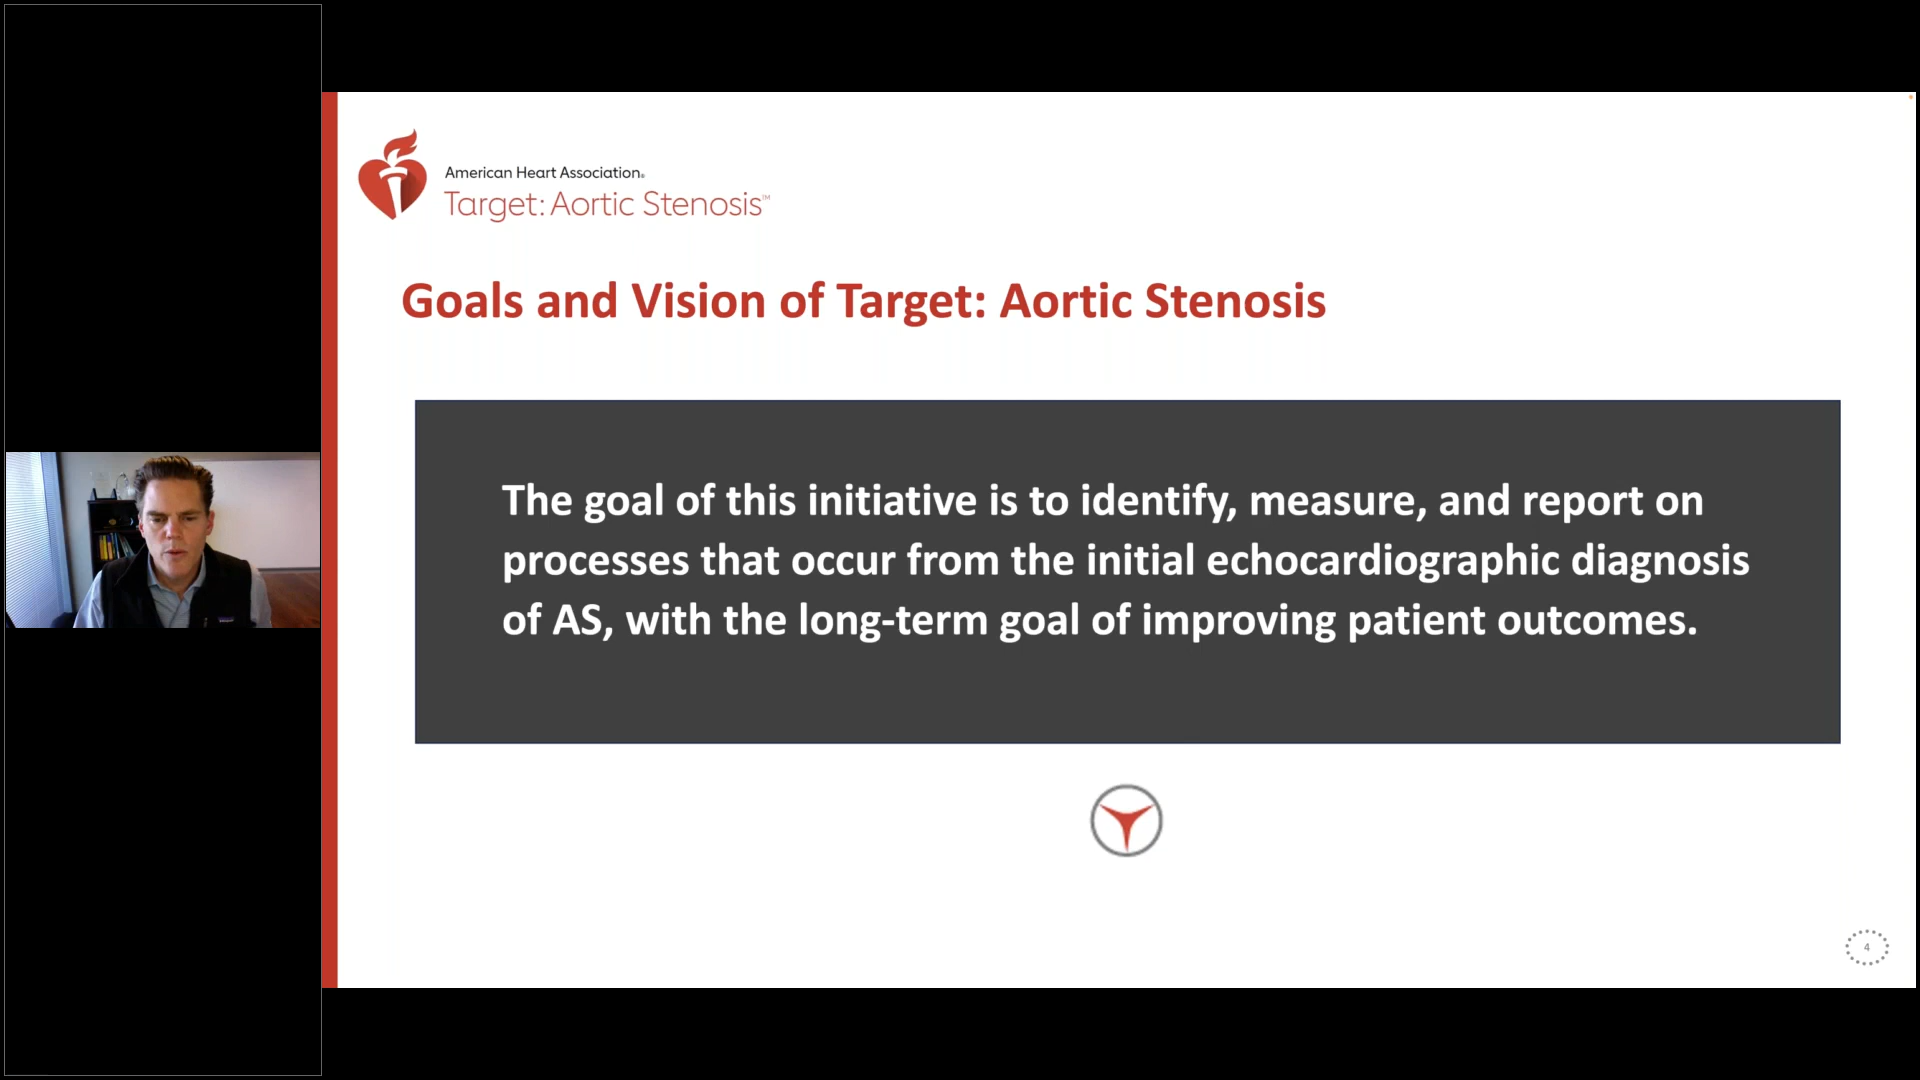 American Heart Association®
Target: Aortic Stenosis™
Goals and Vision of Target: Aortic Stenosis
The goal of this initiative is to identify, measure, and report on
processes that occur from the initial echocardiographic diagnosis
of AS, with the long-term goal of improving patient outcomes.
4